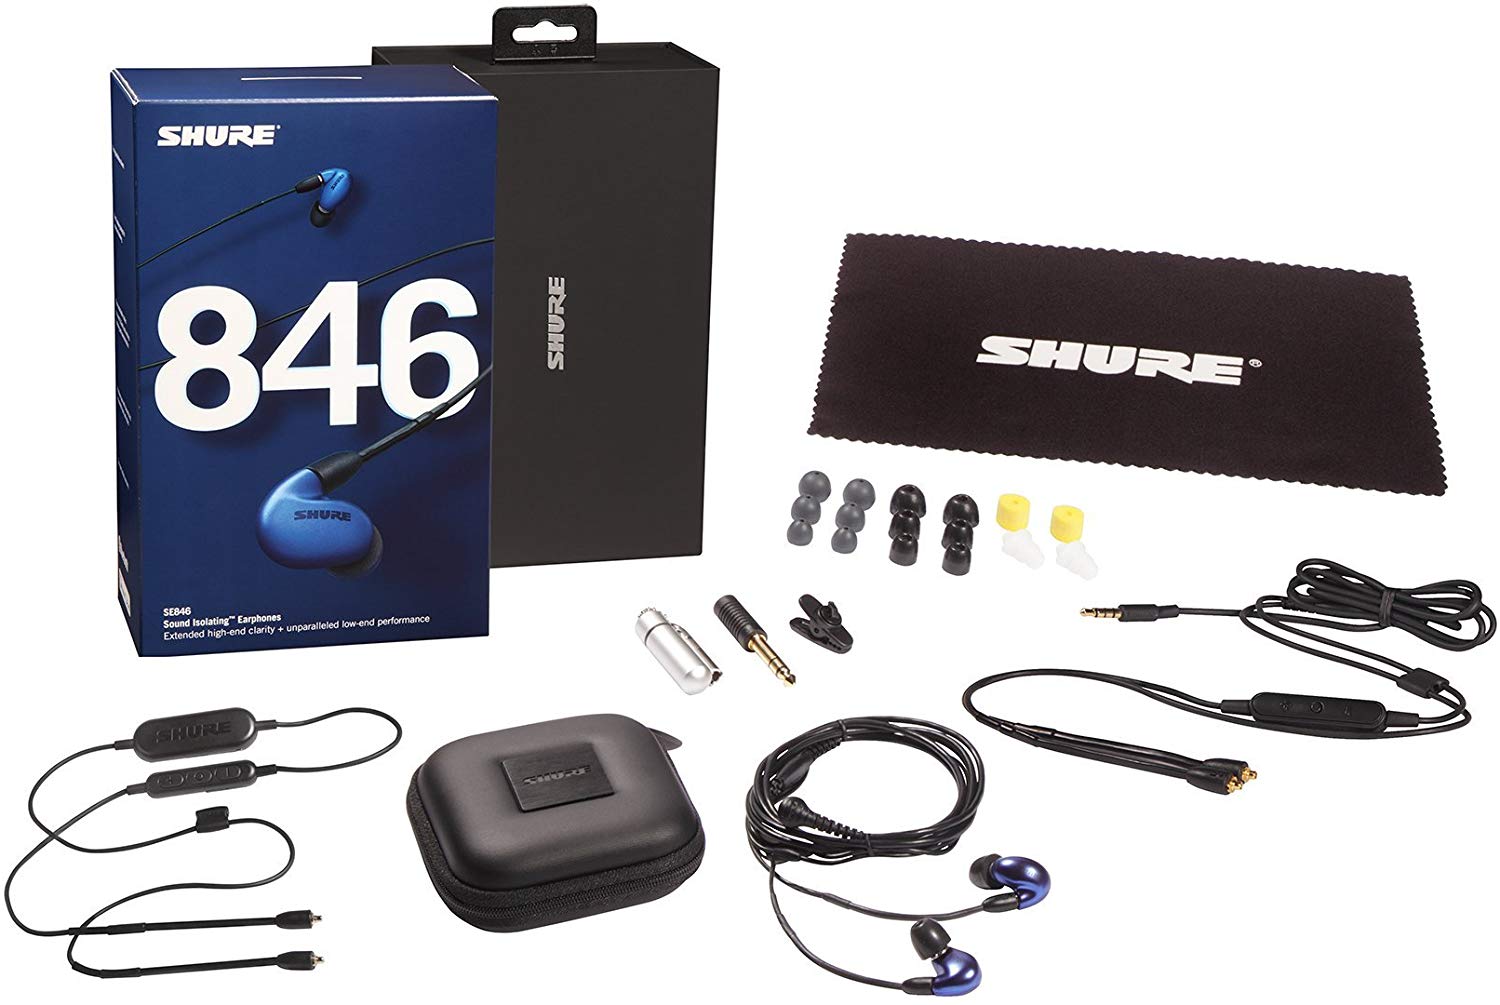 SHURE
SHURE
846
SHURE
SE846
Sound Isolating™ Earphones
Extended high-end clarity + unparalleled low-end performance
SHURE
SHURE®
SHURE
SHURE